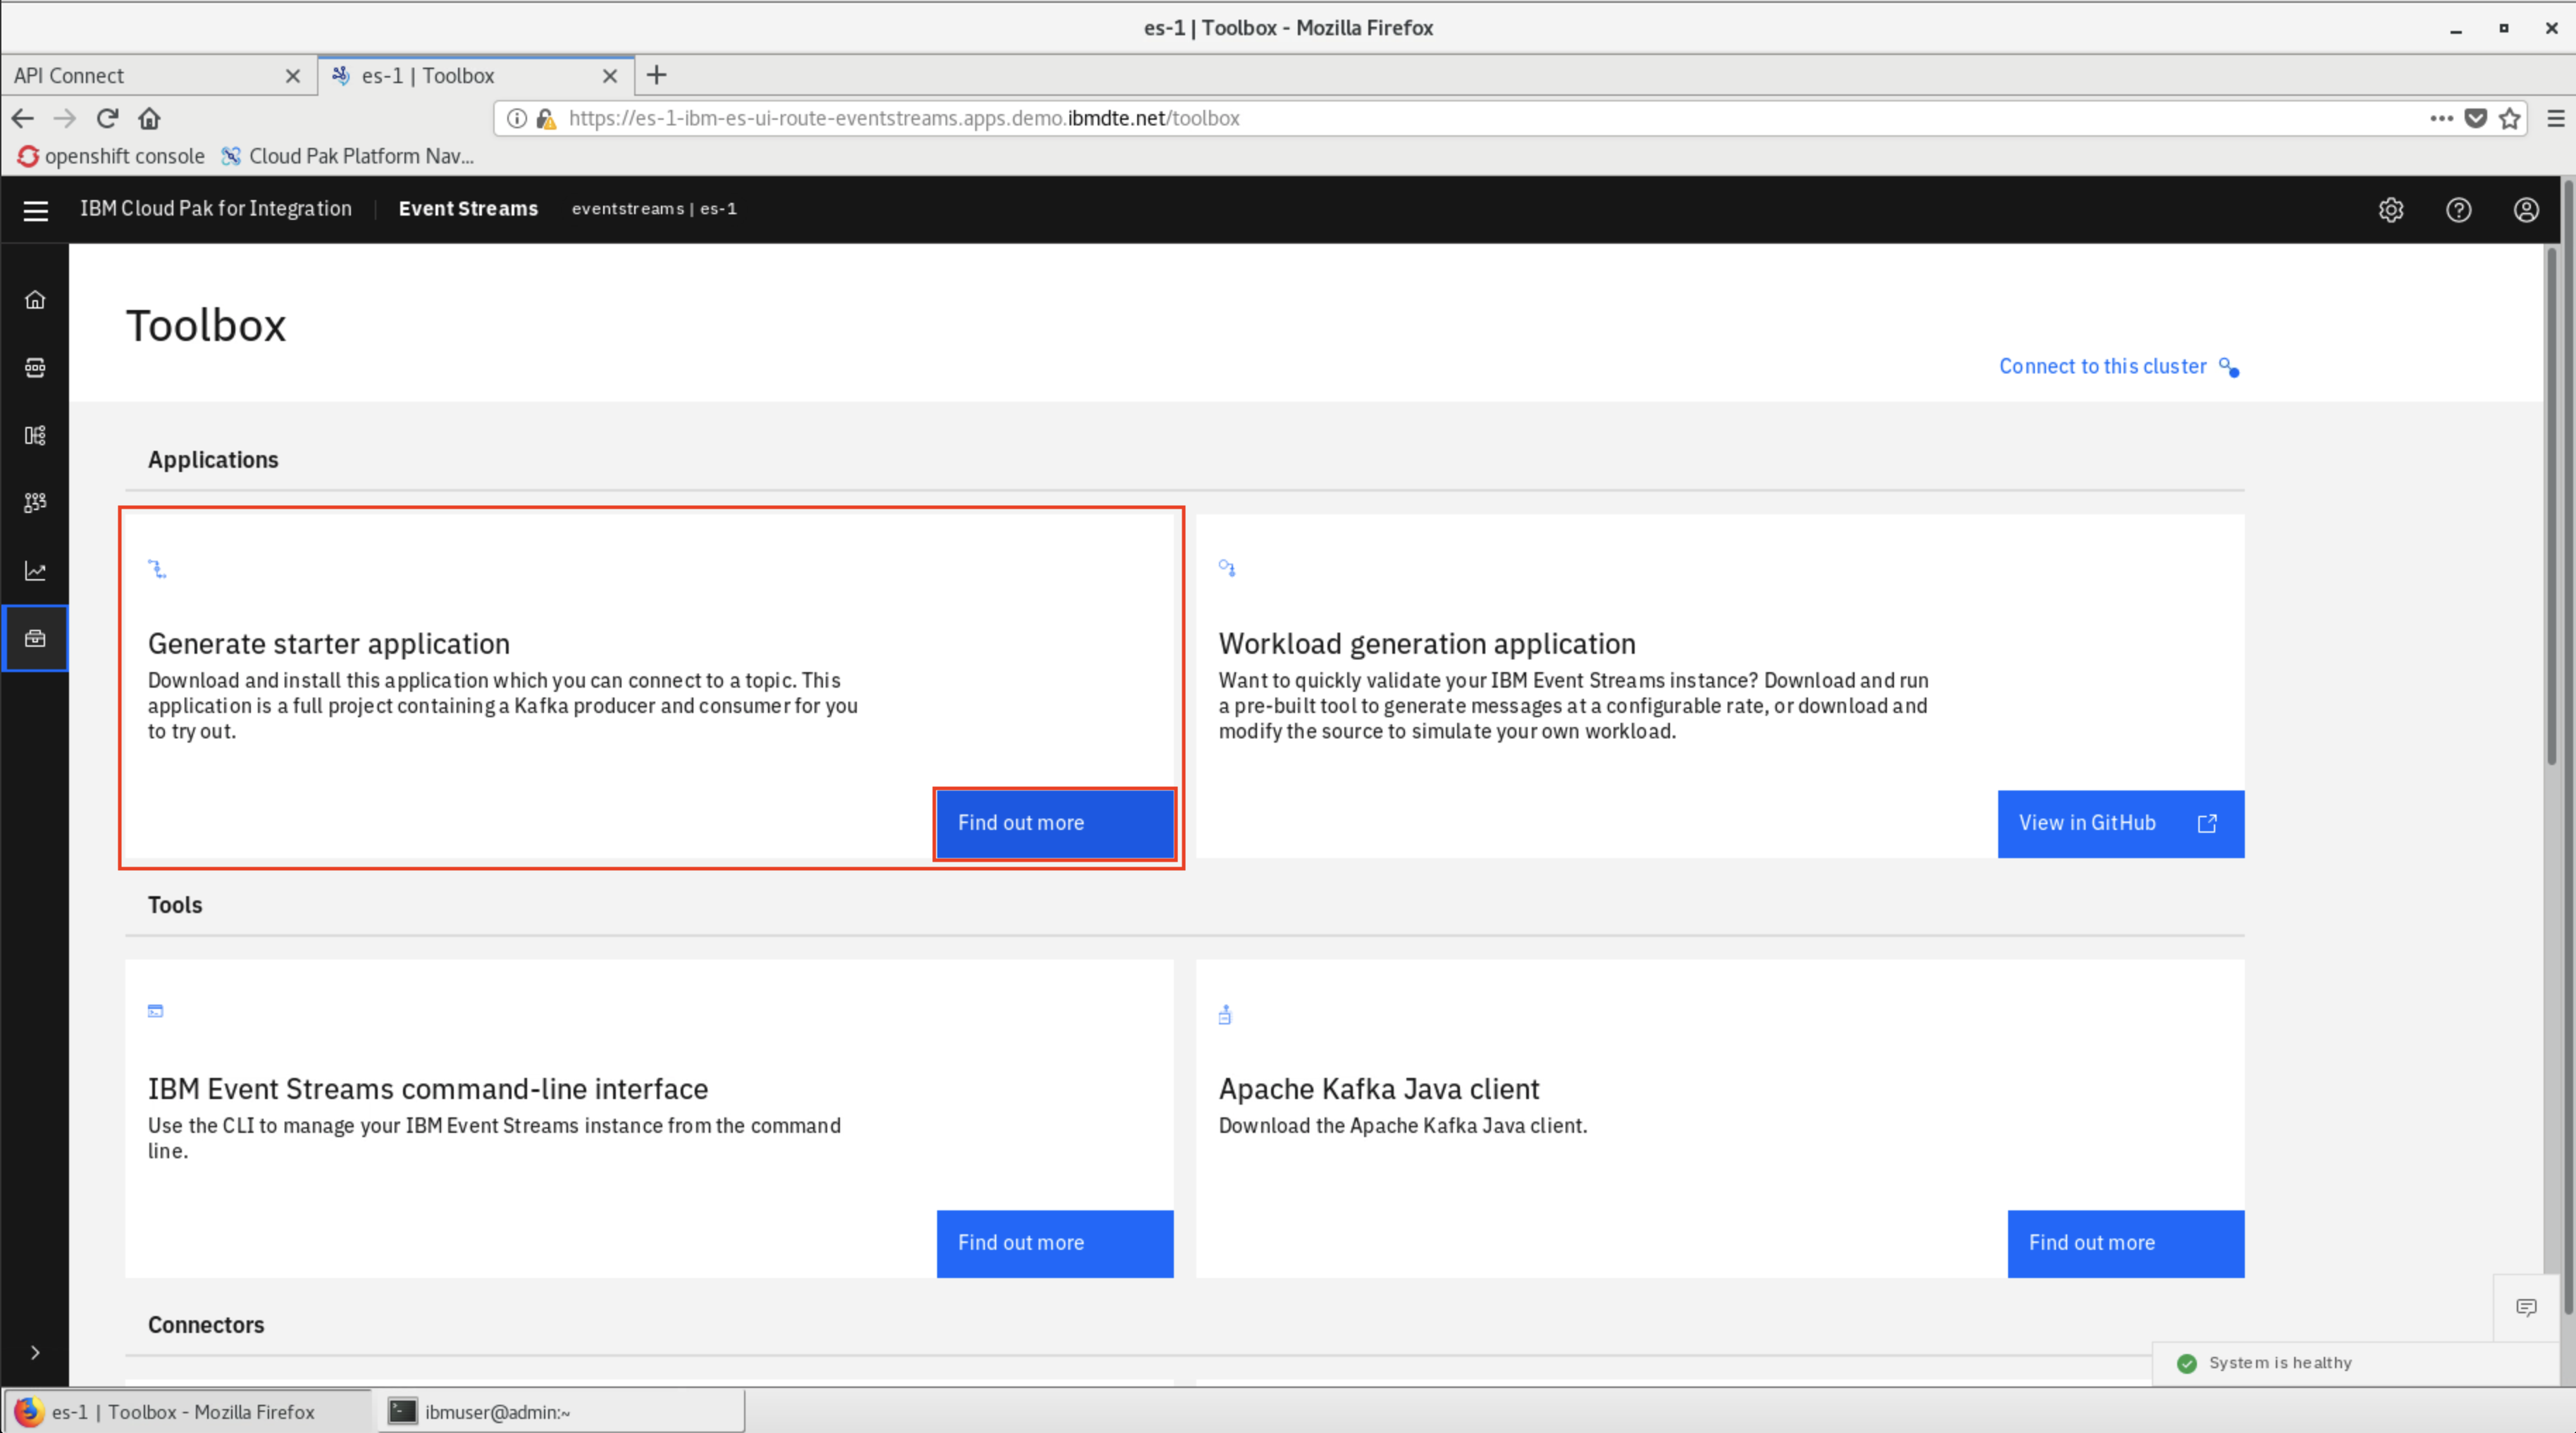 es-1 | Toolbox - Mozilla Firefox
API Connect
es-1 | Toolbox
https://es-1-ibm-es-ui-route-eventstreams.apps.demo.ibmdte.net/toolbox
openshift console
Cloud Pak Platform Nav...
IBM Cloud Pak for Integration
Event Streams
eventstreams | es-1
Toolbox
Connect to this cluster
Applications
Generate starter application
Download and install this application which you can connect to a topic. This
application is a full project containing a Kafka producer and consumer for you
to try out.
Find out more
Workload generation application
Want to quickly validate your IBM Event Streams instance? Download and run
a pre-built tool to generate messages at a configurable rate, or download and
modify the source to simulate your own workload.
View in GitHub
Tools
IBM Event Streams command-line interface
Use the CLI to manage your IBM Event Streams instance from the command
line.
Find out more
Apache Kafka Java client
Download the Apache Kafka Java client.
Find out more
Connectors
System is healthy
es-1 | Toolbox - Mozilla Firefox
ibmuser@admin:~